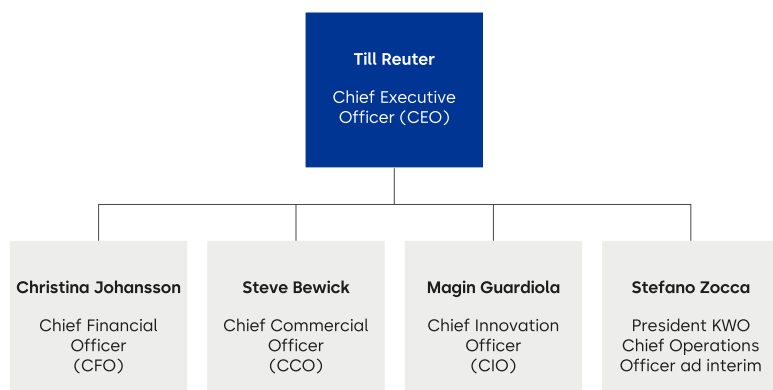 Till Reuter
Chief Executive
Officer (CEO)
Christina Johansson
Chief Financial
Officer
(CFO)
Steve Bewick
Chief Commercial
Officer
(CCO)
Magin Guardiola
Chief Innovation
Officer
(CIO)
Stefano Zocca
President KWO
Chief Operations
Officer ad interim